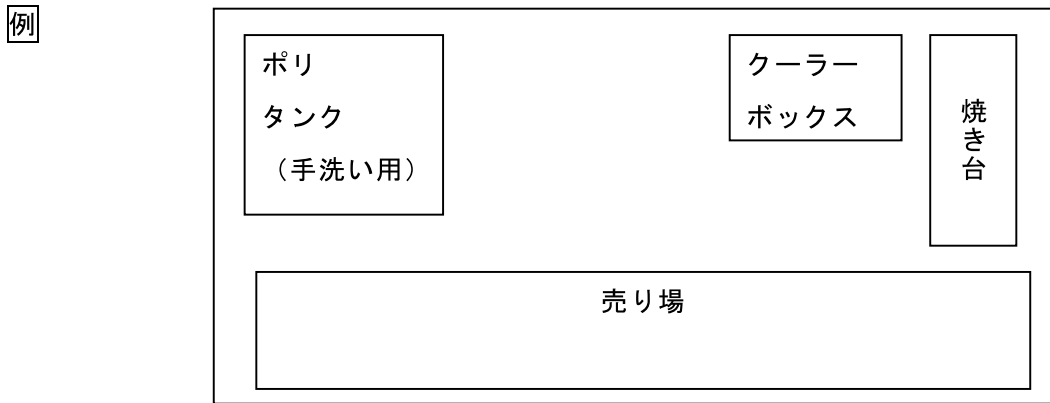 例
ポリ
タンク
（手洗い用）
クーラー
ボックス
焼き台
売り場